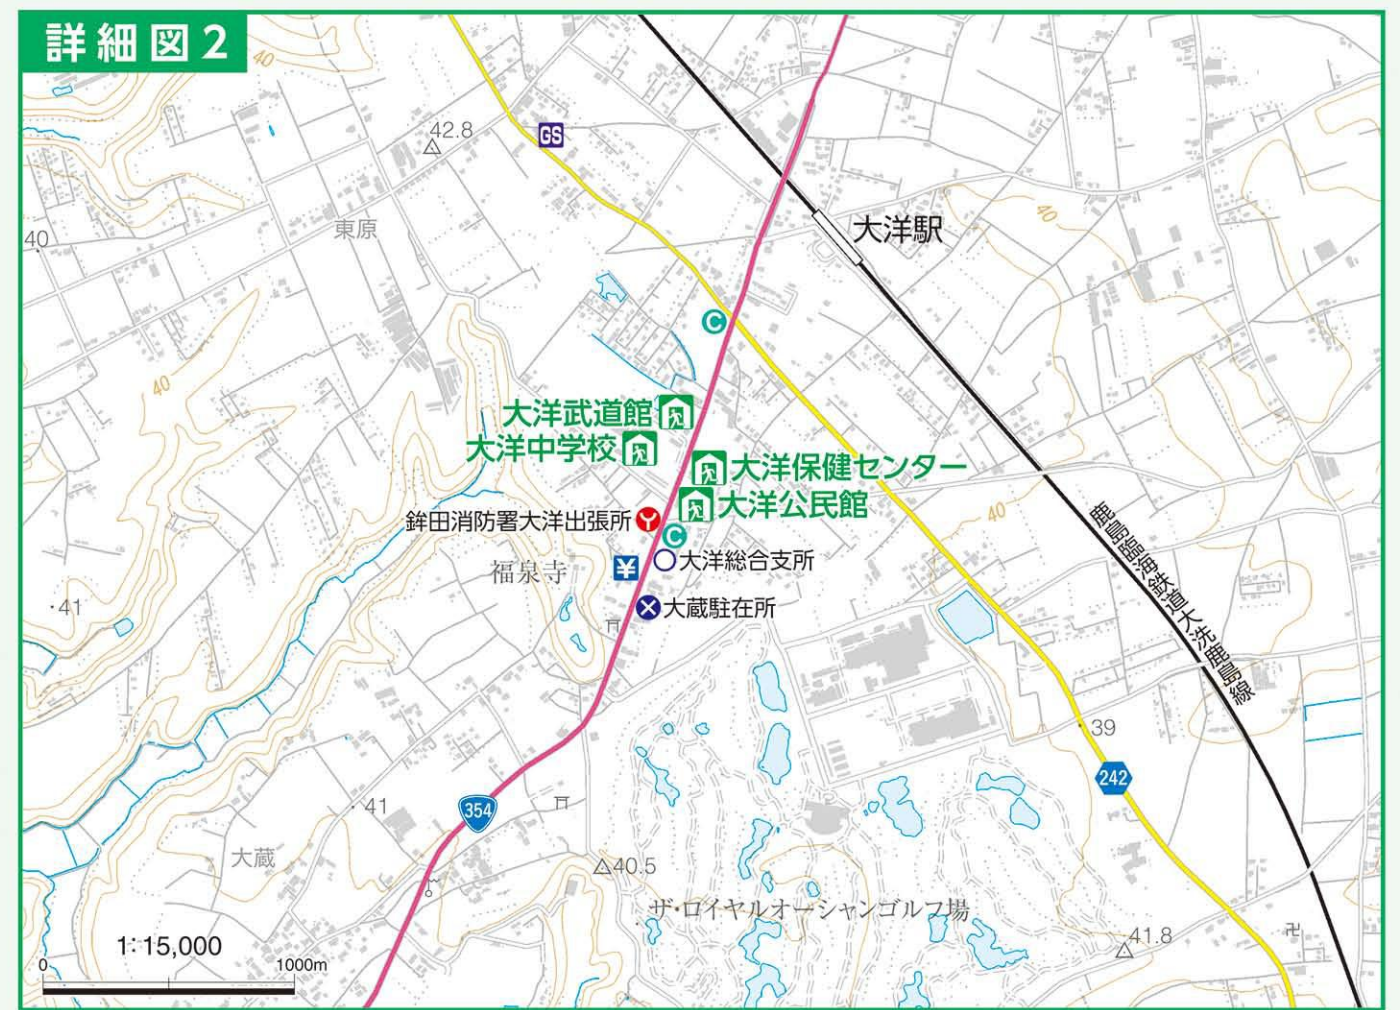 詳細図2
40
42.8
GS
東原
40
大洋駅
40
40
C
大洋武道館
大洋中学校
大洋保健センター
大洋公民館
鉾田消防署大洋出張所
C
40
鹿島臨海鉄道大洗鹿島線
福泉寺
¥
大洋総合支所
大蔵駐在所
41
39
242
354
41
大蔵
40.5
ザ・ロイヤルオーシャンゴルフ場
41.8
1:15,000
0
1000m